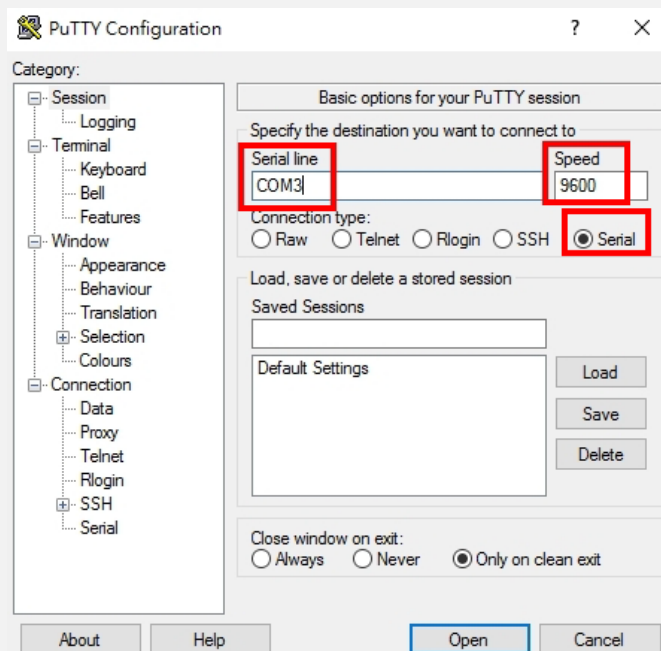 PuTTY Configuration
?
Category:
Session
Logging
Terminal
Keyboard
Bell
Features
Window
Appearance
Behaviour
Translation
Selection
Colours
Connection
Data
Proxy
Telnet
Rlogin
SSH
Serial
Basic options for your PuTTY session
Specify the destination you want to connect to
Serial line Speed
COM3 9600
Connection type:
Raw Telnet Rlogin SSH Serial
Load, save or delete a stored session
Saved Sessions
Default Settings
Load
Save
Delete
Close window on exit:
Always Never Only on clean exit
About Help Open Cancel